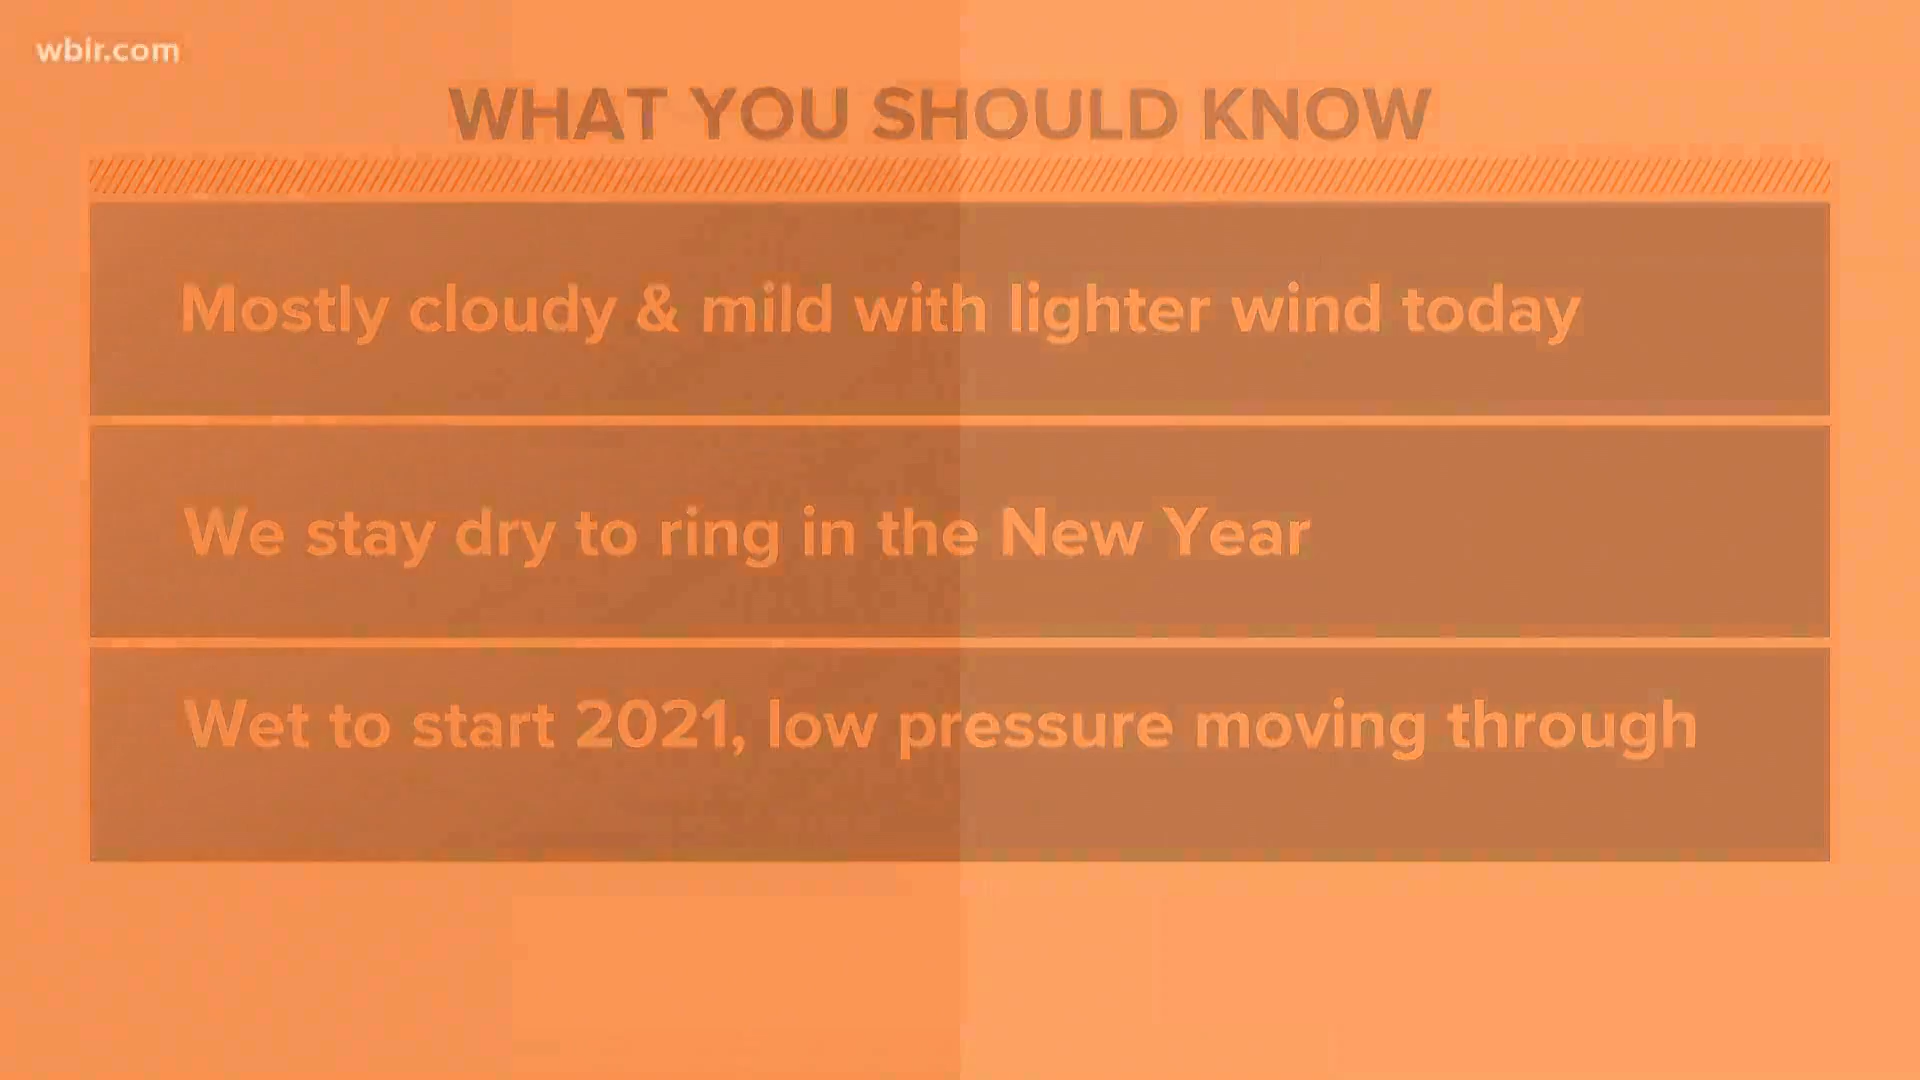 wbir.com
WHAT YOU SHOULD KNOW
Mostly cloudy & mild with lighter wind today
We stay dry to ring in the New Year
Wet to start 2021, low pressure moving through